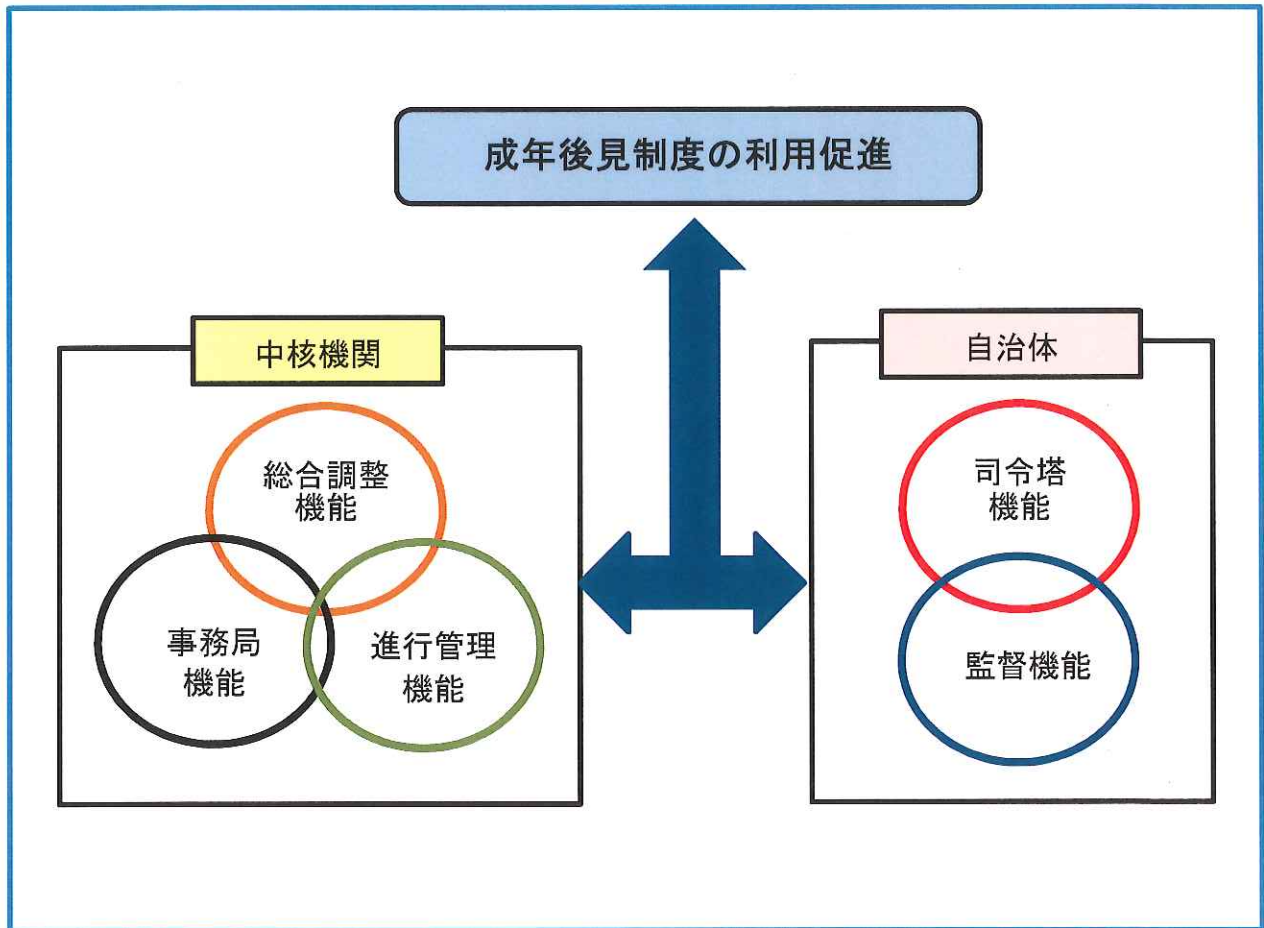 成年後見制度の利用促進
中核機関
総合調整
機能
事務局
機能
進行管理
機能
自治体
司令塔
機能
監督機能